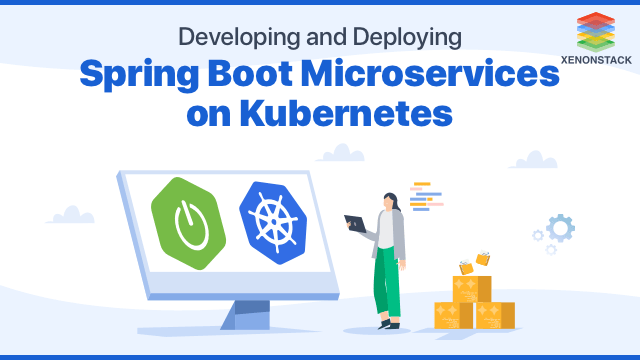 Developing and Deploying
Spring Boot Microservices
on Kubernetes
XENONSTACK